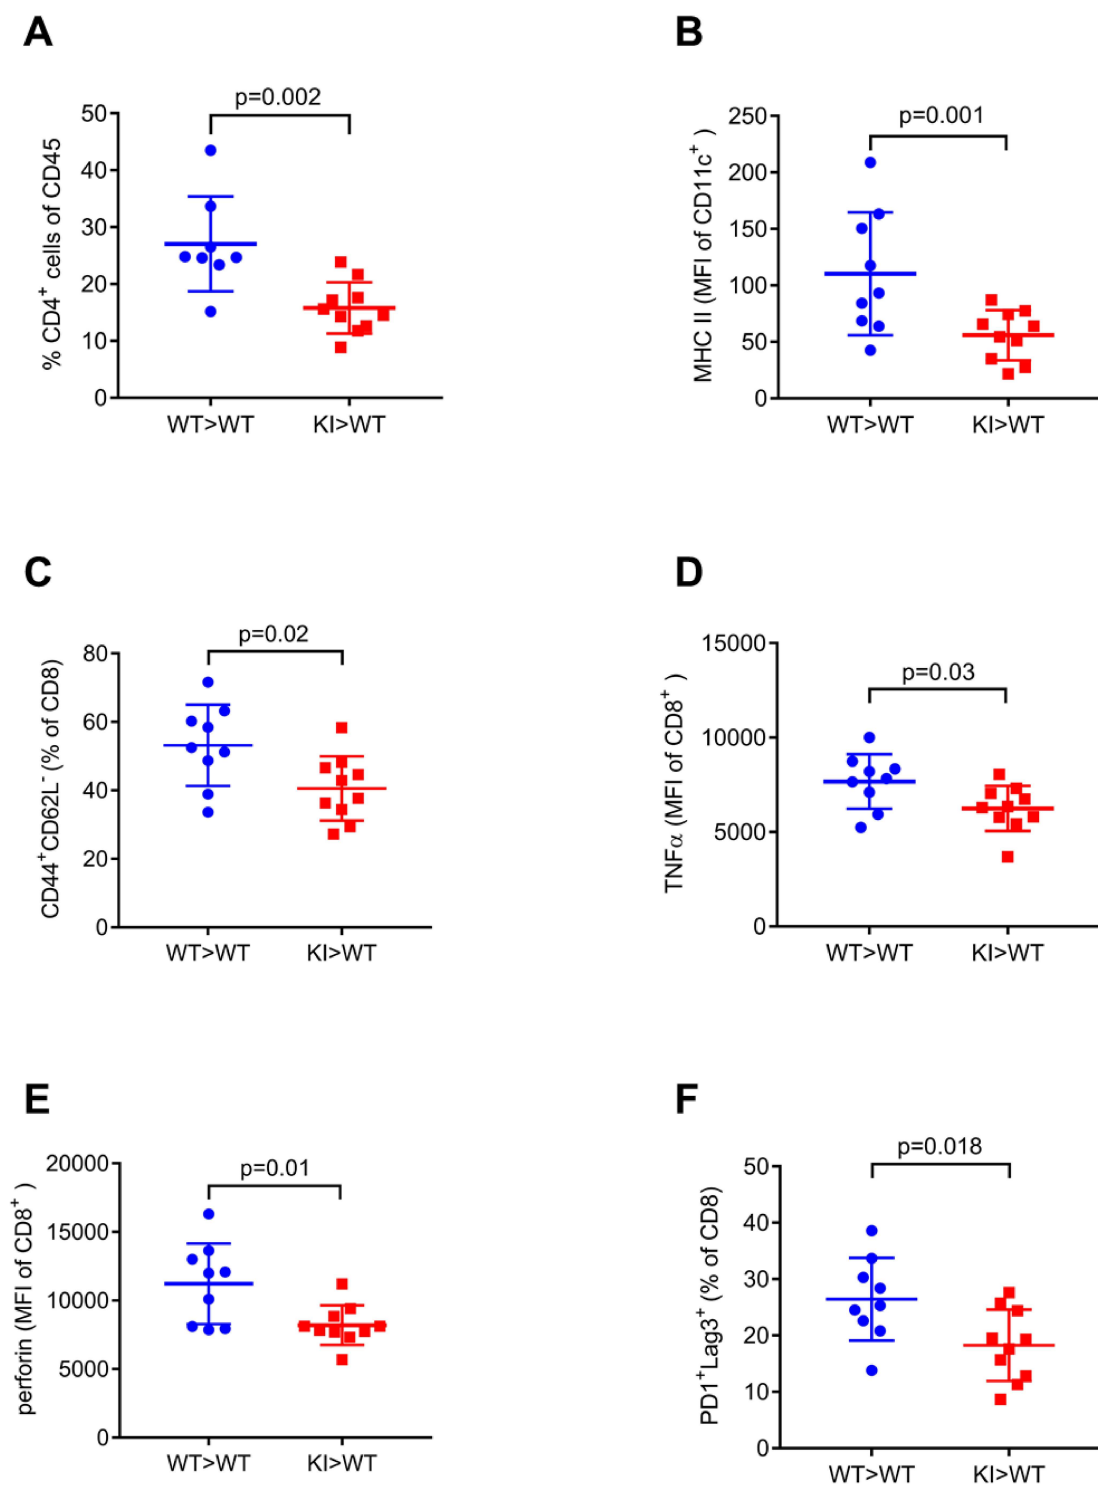 A
p=0.002
% CD4⁺ cells of CD45
50
40
30
20
10
0
WT>WT KI>WT
B
p=0.001
MHC II (MFI of CD11c⁺ )
250
200
150
100
50
0
WT>WT KI>WT
C
p=0.02
CD44⁺CD62L⁻ (% of CD8)
80
60
40
20
0
WT>WT KI>WT
D
p=0.03
TNFα (MFI of CD8⁺ )
15000
10000
5000
0
WT>WT KI>WT
E
p=0.01
perforin (MFI of CD8⁺ )
20000
15000
10000
5000
0
WT>WT KI>WT
F
p=0.018
PD1⁺Lag3⁺ (% of CD8)
50
40
30
20
10
0
WT>WT KI>WT